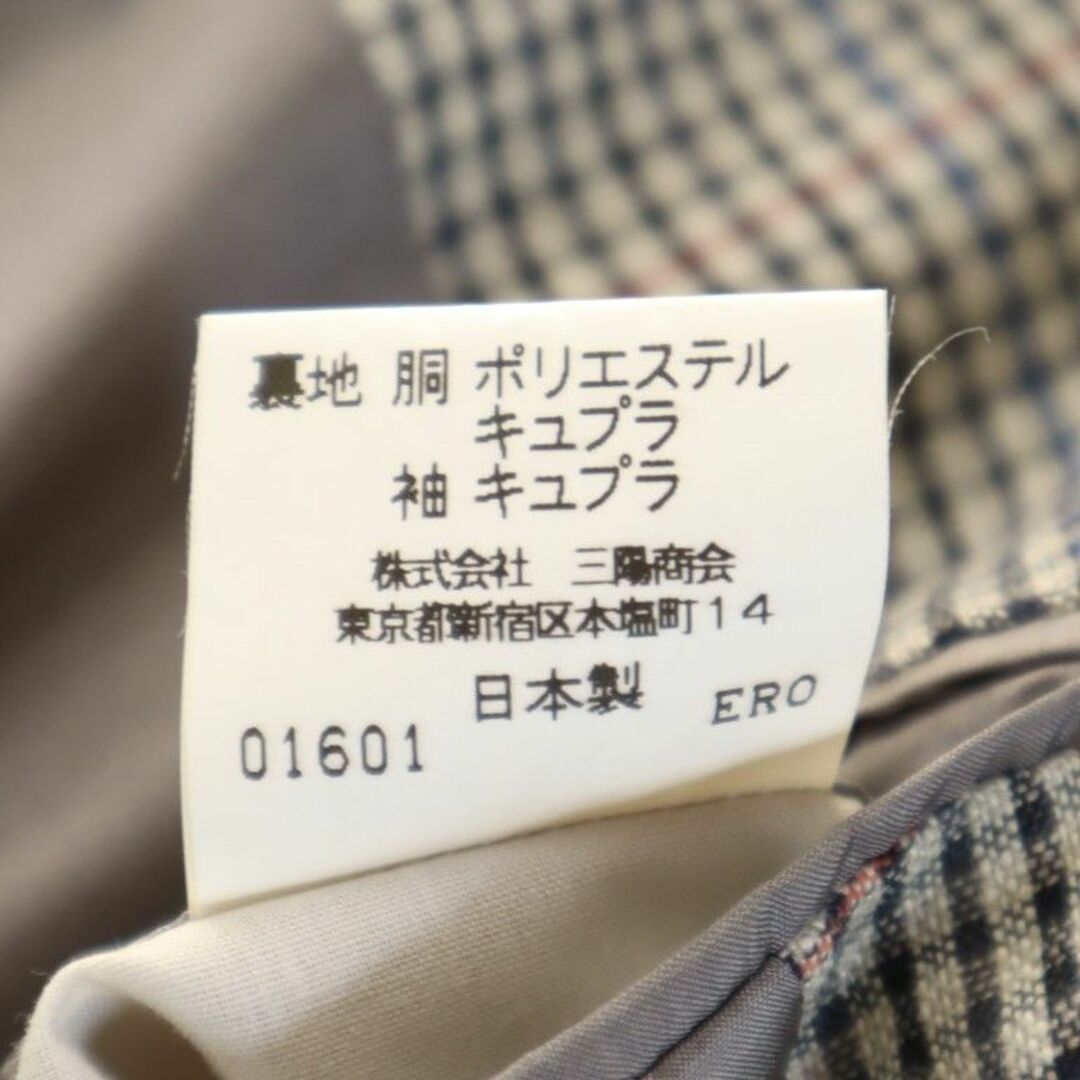 裏地 胴 ポリエステル
キュプラ
袖 キュプラ
株式会社 三陽商会
東京都新宿区本塩町14
日本製 ERO
01601